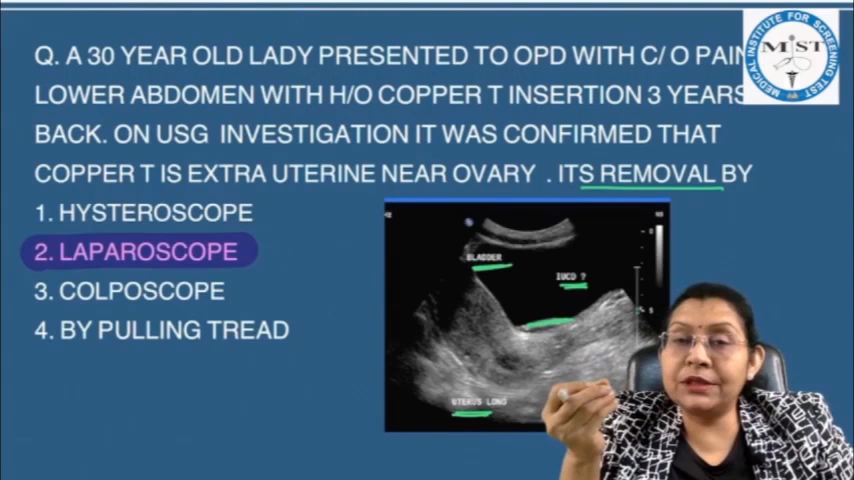 Q. A 30 YEAR OLD LADY PRESENTED TO OPD WITH C/ O PAIN
LOWER ABDOMEN WITH H/O COPPER T INSERTION 3 YEARS
BACK. ON USG INVESTIGATION IT WAS CONFIRMED THAT
COPPER T IS EXTRA UTERINE NEAR OVARY . ITS REMOVAL BY
1. HYSTEROSCOPE
2. LAPAROSCOPE
3. COLPOSCOPE
4. BY PULLING TREAD
BLADDER
IUCD ?
UTERUS LONG
MEDICAL INSTITUTE FOR SCREENING TEST
MIST